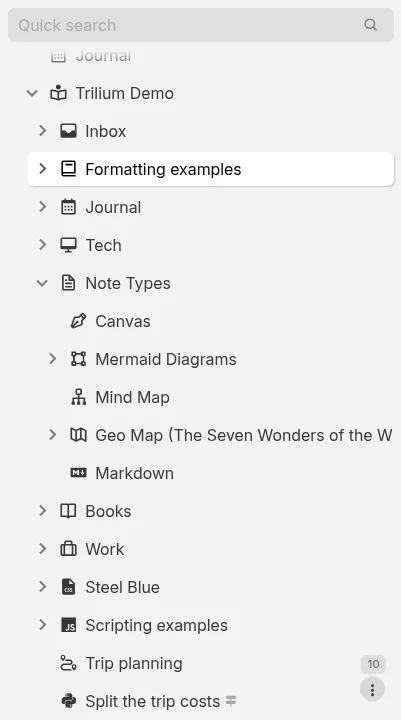 Quick search
Journal
Trilium Demo
Inbox
Formatting examples
Journal
Tech
Note Types
Canvas
Mermaid Diagrams
Mind Map
Geo Map (The Seven Wonders of the W
Markdown
Books
Work
CSS Steel Blue
JS Scripting examples
Trip planning 10
Split the trip costs